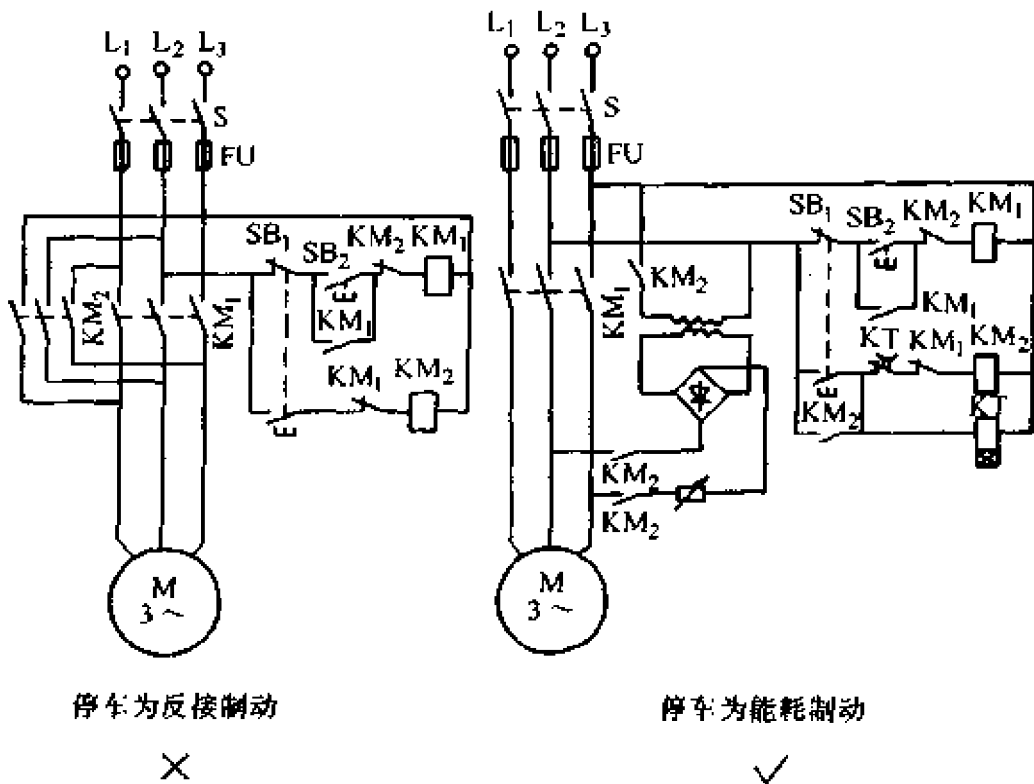 L₁ L₂ L₃
S
FU
SB₁ SB₂ KM₂ KM₁
KM₂ KM₁ KM₁
KM₁ KM₂
E
E
M
3～
停车为反接制动
×
L₁ L₂ L₃
S
FU
SB₁ SB₂ KM₂ KM₁
KM₂
E
KM₁ KM₁
KT KM₁ KM₂
E
KM₂ KT
KM₂
KM₂
M
3～
停车为能耗制动
✓